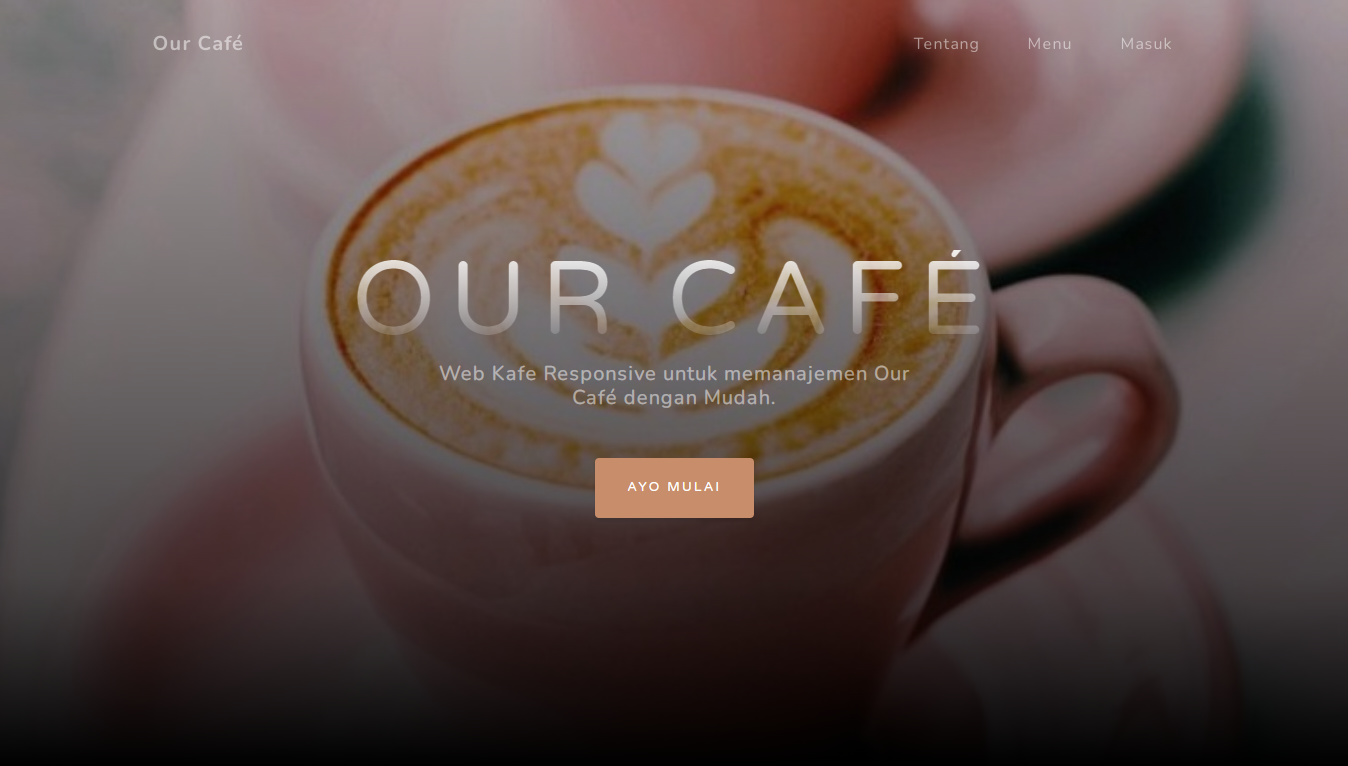 Our Café
Tentang
Menu
Masuk
OUR CAFÉ
Web Kafe Responsive untuk memanajemen Our
Café dengan Mudah.
AYO MULAI